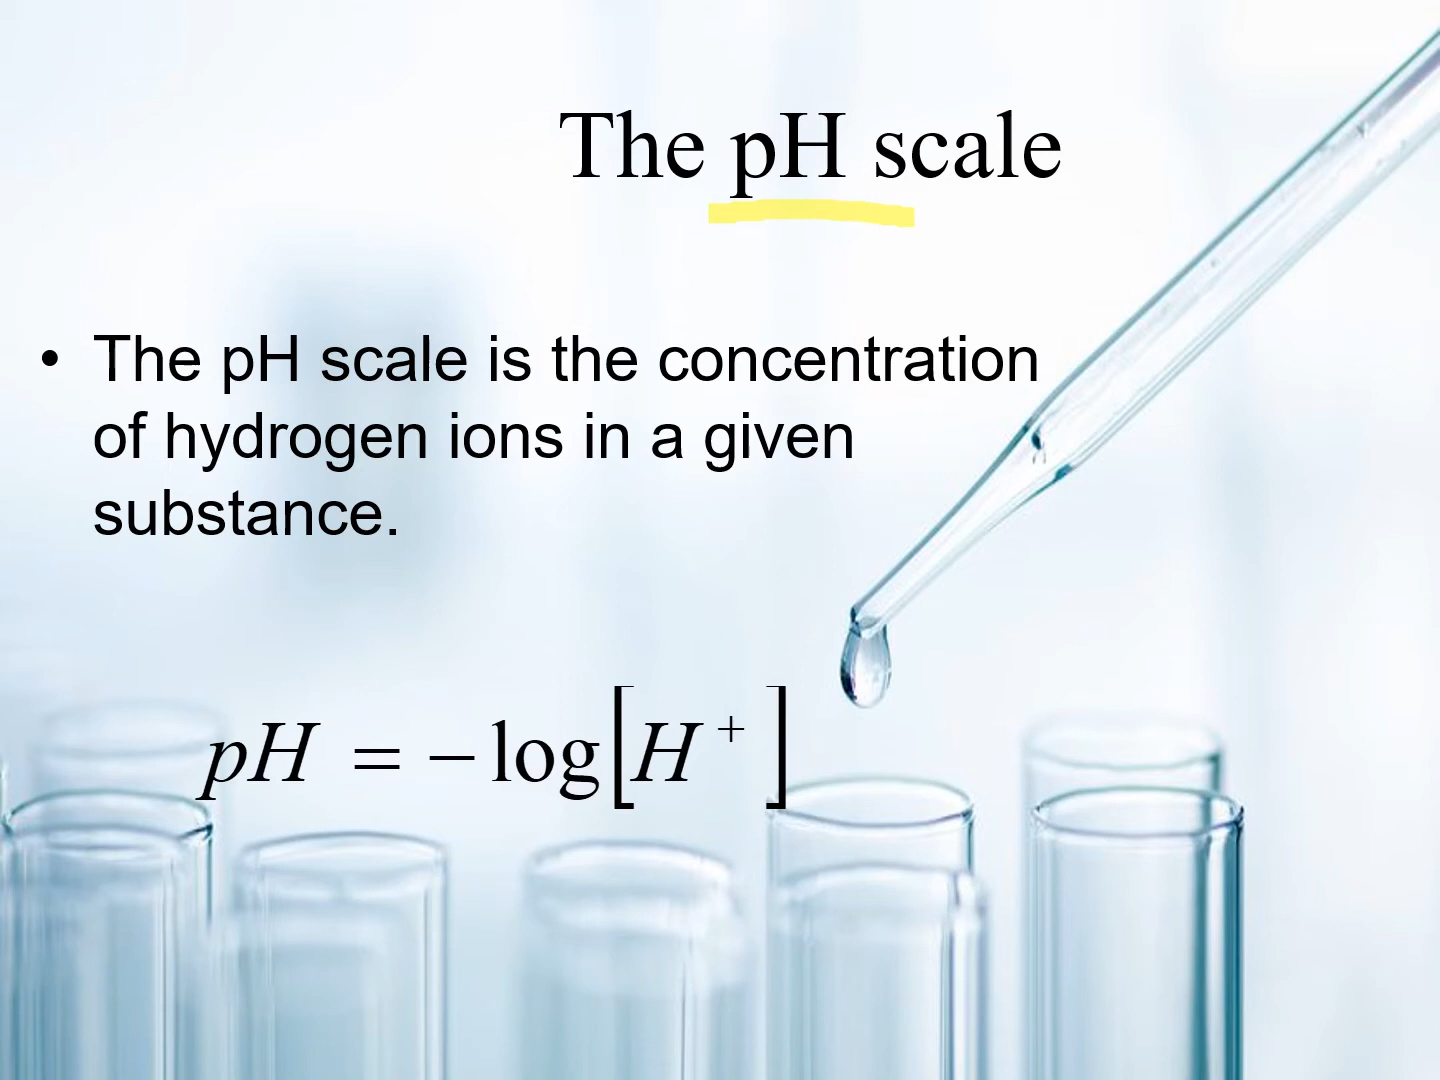 The pH scale
• The pH scale is the concentration
of hydrogen ions in a given
substance.
pH = − log[H⁺]